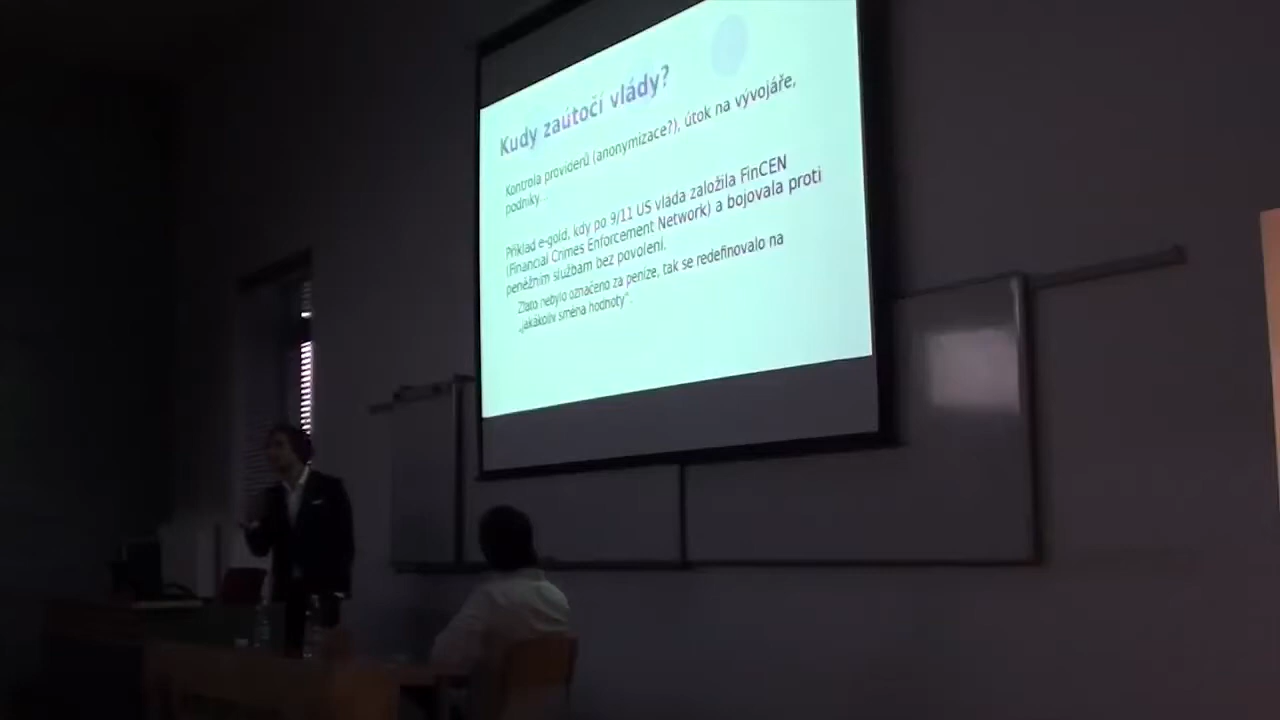 Kudy zaútočí vlády?
Kontrola providerů (anonymizace?), útok na vývojáře,
podniky...
Příklad e-gold, kdy po 9/11 US vláda založila FinCEN
(Financial Crimes Enforcement Network) a bojovala proti
peněžním službám bez povolení.
Zlato nebylo označeno za peníze, tak se redefinovalo na
„jakákoliv směna hodnoty“.